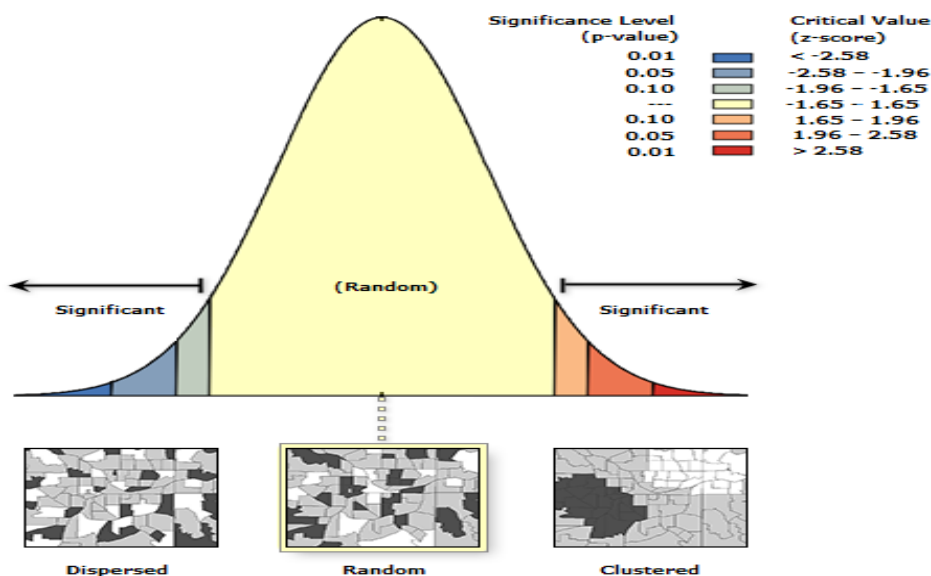 Significance Level Critical Value
(p-value) (z-score)
0.01 < -2.58
0.05 -2.58 – -1.96
0.10 -1.96 – -1.65
--- -1.65 - 1.65
0.10 1.65 – 1.96
0.05 1.96 – 2.58
0.01 > 2.58
(Random)
Significant Significant
Dispersed Random Clustered